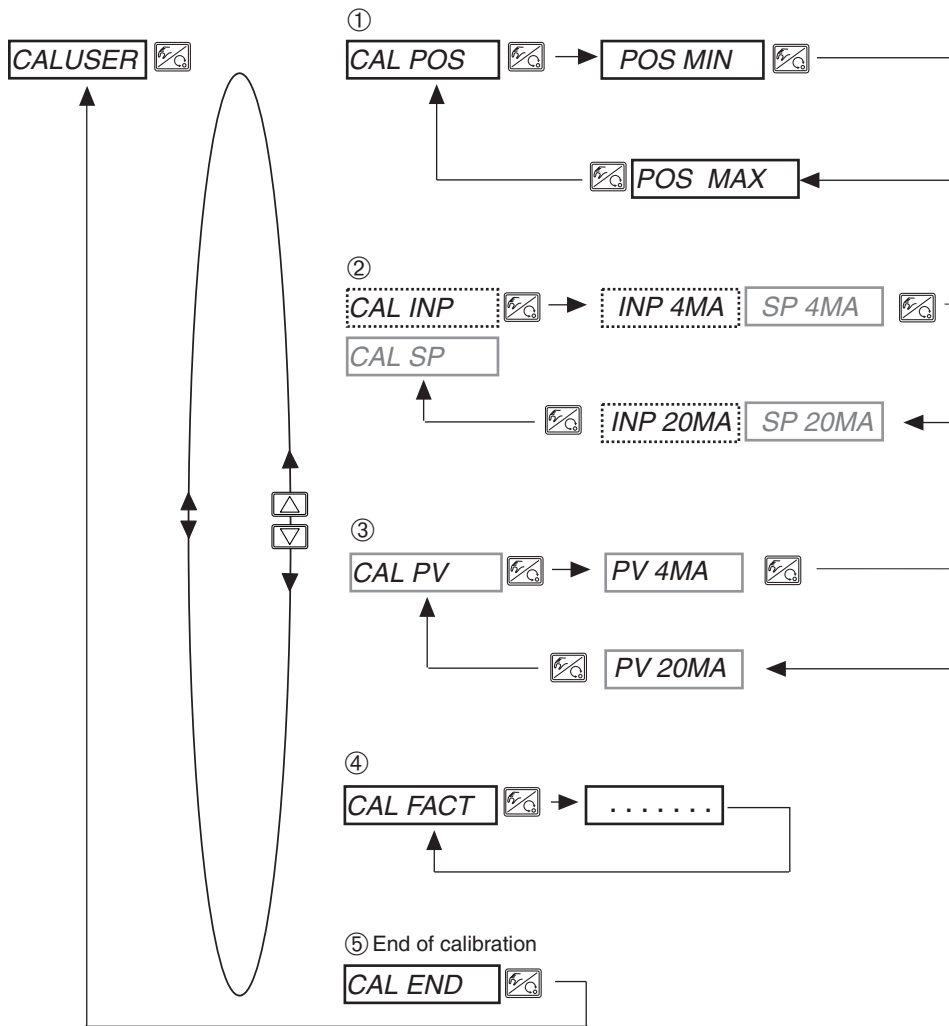 CALUSER
①
CAL POS
POS MIN
POS MAX
②
CAL INP
INP 4MA
SP 4MA
CAL SP
INP 20MA
SP 20MA
③
CAL PV
PV 4MA
PV 20MA
④
CAL FACT
. . . . . . .
⑤ End of calibration
CAL END